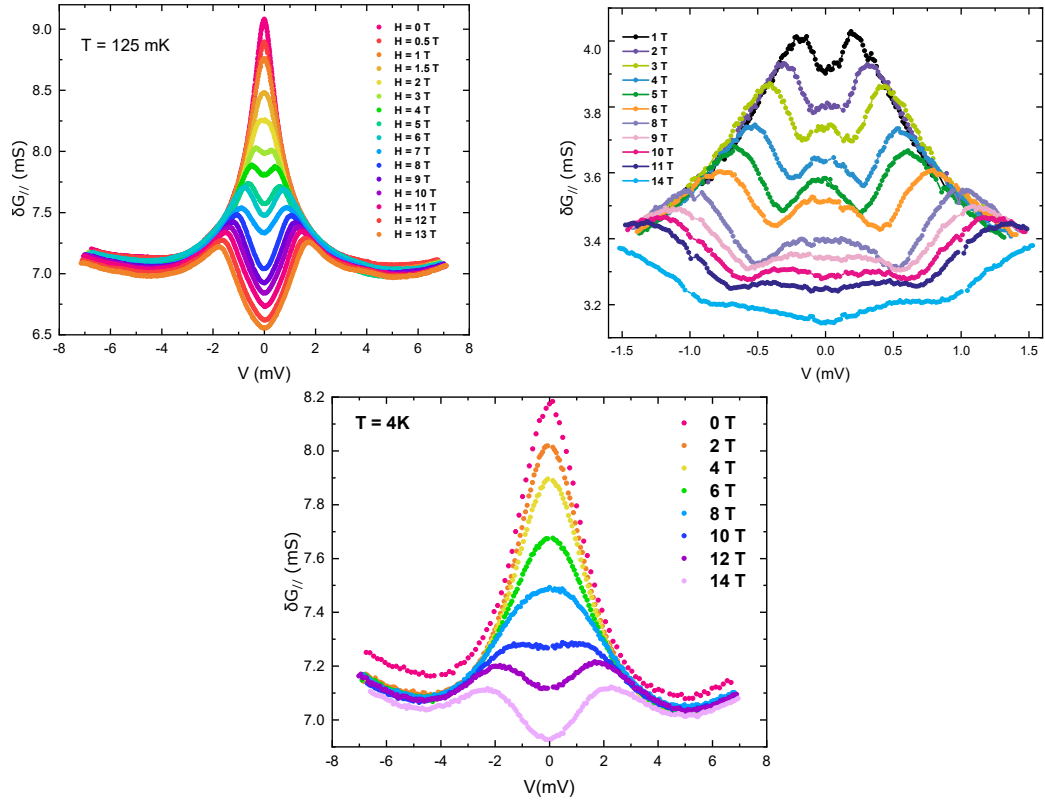 T = 125 mK
H = 0 T
H = 0.5 T
H = 1 T
H = 1.5 T
H = 2 T
H = 3 T
H = 4 T
H = 5 T
H = 6 T
H = 7 T
H = 8 T
H = 9 T
H = 10 T
H = 11 T
H = 12 T
H = 13 T
δG// (mS)
9.0
8.5
8.0
7.5
7.0
6.5
-8 -6 -4 -2 0 2 4 6 8
V (mV)
1 T
2 T
3 T
4 T
5 T
6 T
8 T
9 T
10 T
11 T
14 T
δG// (mS)
4.0
3.8
3.6
3.4
3.2
-1.5 -1.0 -0.5 0.0 0.5 1.0 1.5
V (mV)
T = 4K
0 T
2 T
4 T
6 T
8 T
10 T
12 T
14 T
δG// (mS)
8.2
8.0
7.8
7.6
7.4
7.2
7.0
-8 -6 -4 -2 0 2 4 6 8
V(mV)